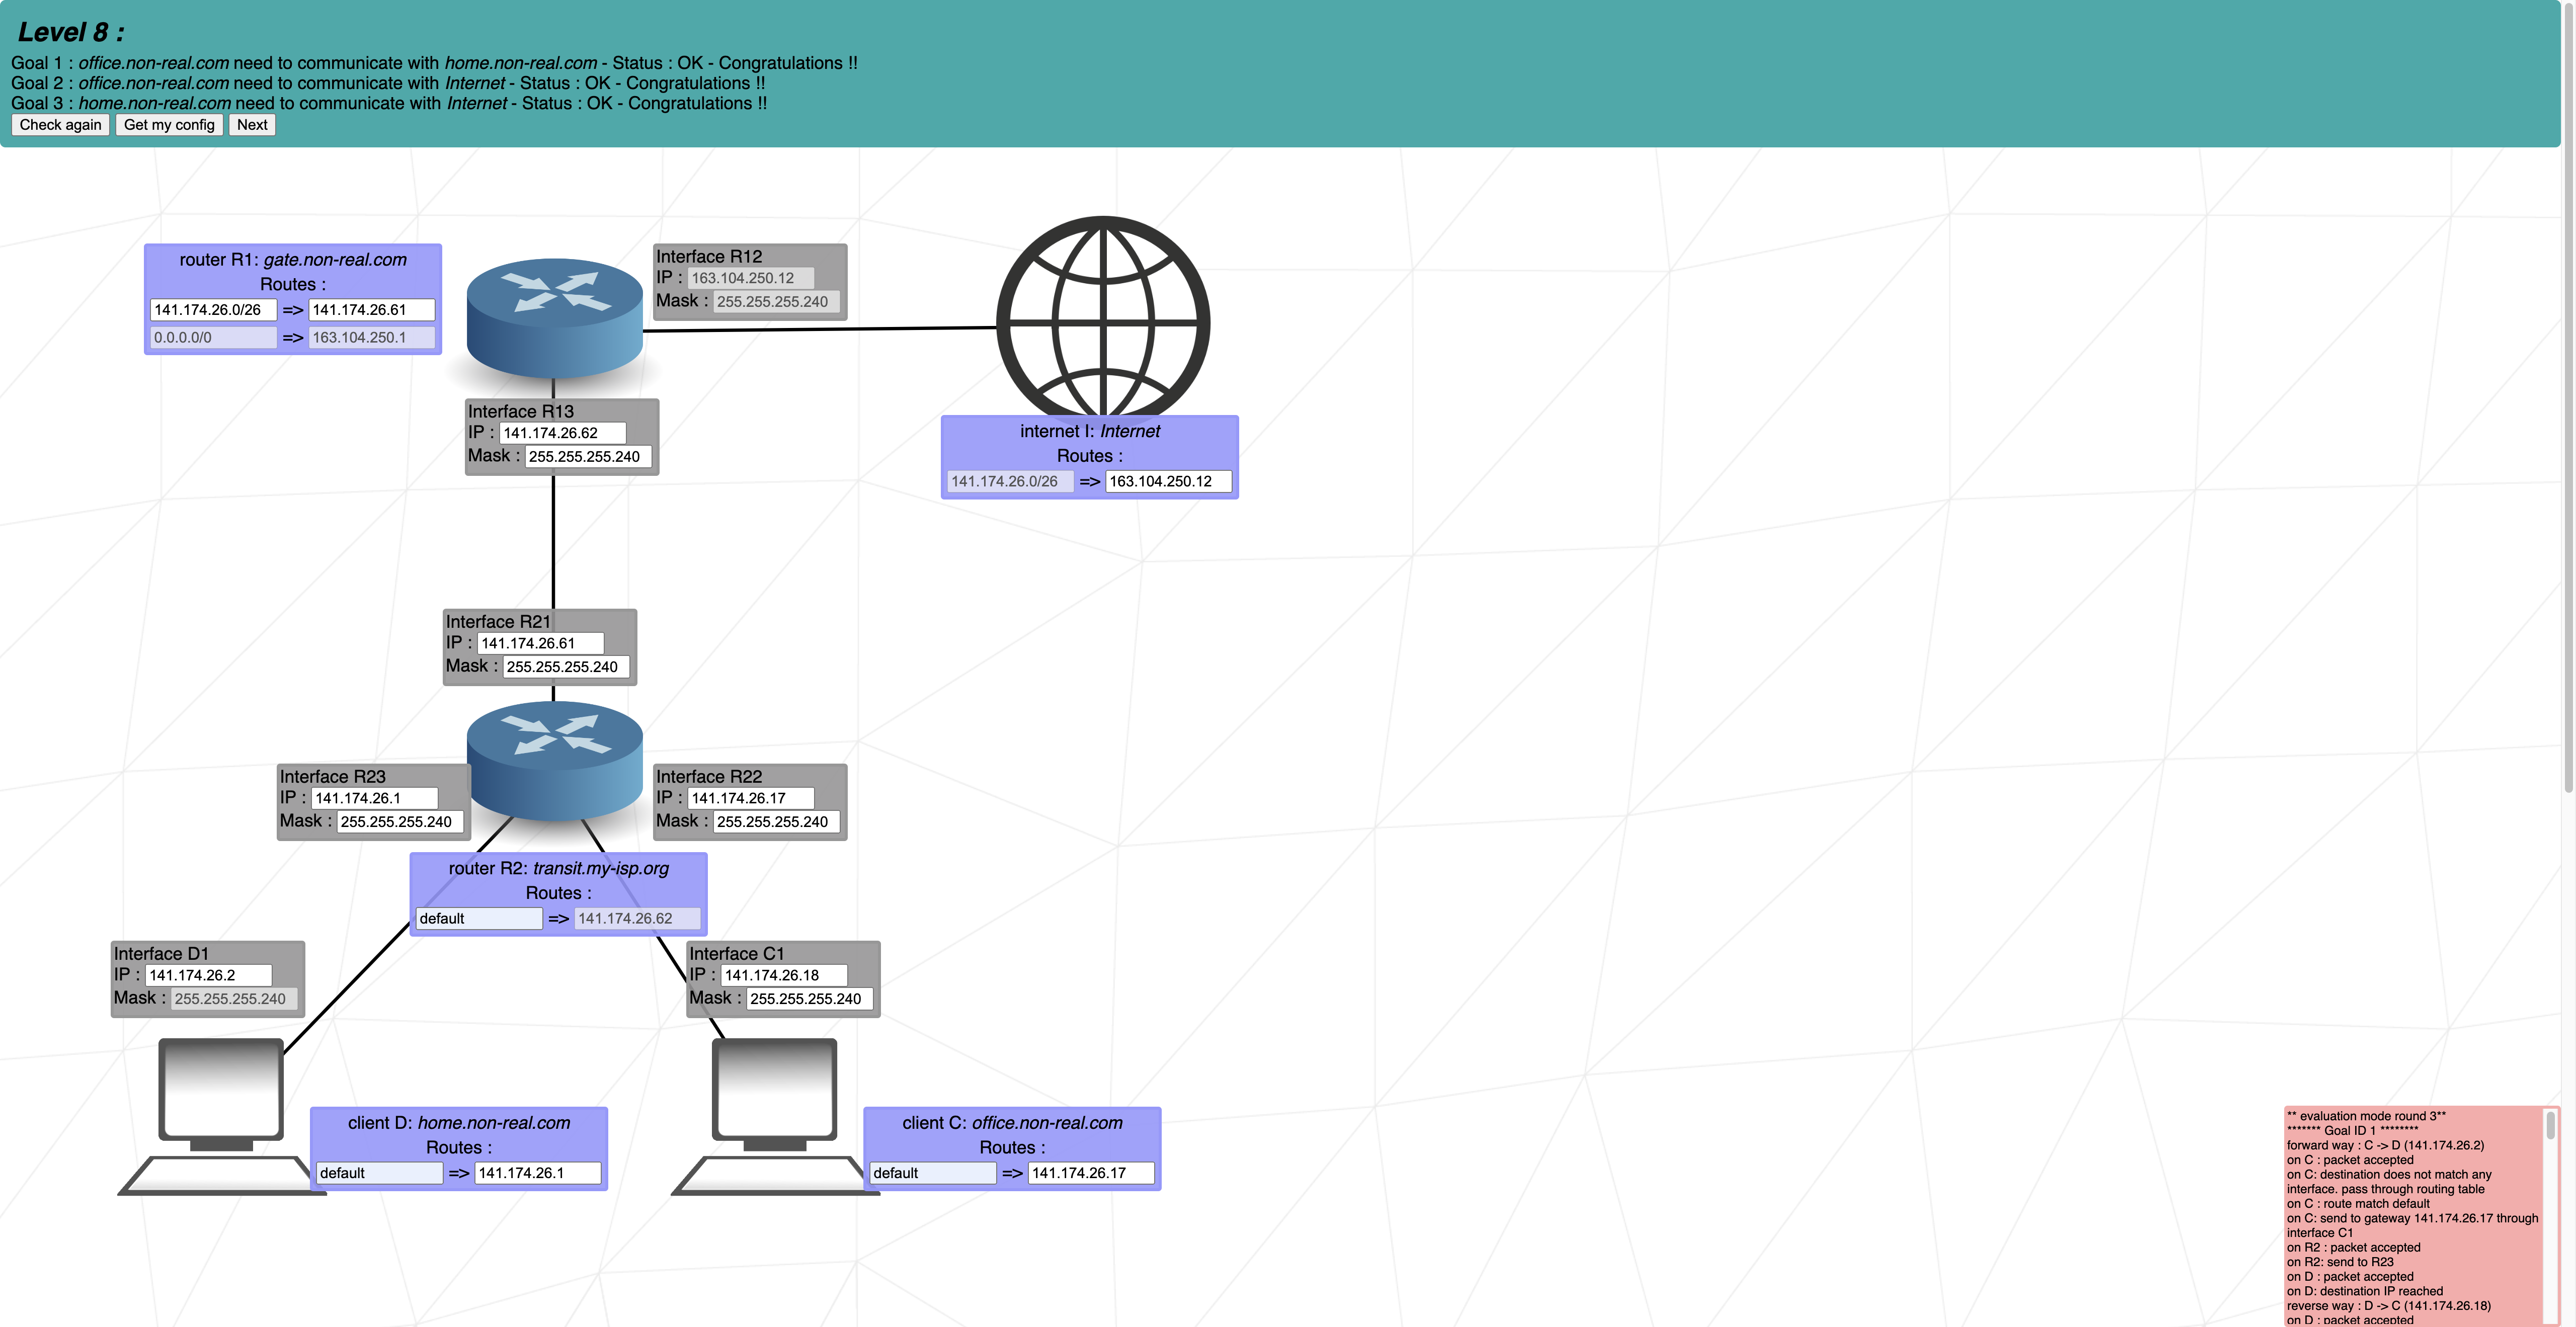 Level 8 :
Goal 1 : office.non-real.com need to communicate with home.non-real.com - Status : OK - Congratulations !!
Goal 2 : office.non-real.com need to communicate with Internet - Status : OK - Congratulations !!
Goal 3 : home.non-real.com need to communicate with Internet - Status : OK - Congratulations !!
Check again Get my config Next
router R1: gate.non-real.com
Routes :
141.174.26.0/26 => 141.174.26.61
0.0.0.0/0 => 163.104.250.1
Interface R12
IP : 163.104.250.12
Mask : 255.255.255.240
Interface R13
IP : 141.174.26.62
Mask : 255.255.255.240
internet I: Internet
Routes :
141.174.26.0/26 => 163.104.250.12
Interface R21
IP : 141.174.26.61
Mask : 255.255.255.240
Interface R23
IP : 141.174.26.1
Mask : 255.255.255.240
Interface R22
IP : 141.174.26.17
Mask : 255.255.255.240
router R2: transit.my-isp.org
Routes :
default => 141.174.26.62
Interface D1
IP : 141.174.26.2
Mask : 255.255.255.240
Interface C1
IP : 141.174.26.18
Mask : 255.255.255.240
client D: home.non-real.com
Routes :
default => 141.174.26.1
client C: office.non-real.com
Routes :
default => 141.174.26.17
** evaluation mode round 3**
******* Goal ID 1 ********
forward way : C -> D (141.174.26.2)
on C : packet accepted
on C: destination does not match any
interface. pass through routing table
on C : route match default
on C: send to gateway 141.174.26.17 through
interface C1
on R2 : packet accepted
on R2: send to R23
on D : packet accepted
on D: destination IP reached
reverse way : D -> C (141.174.26.18)
on D : packet accepted